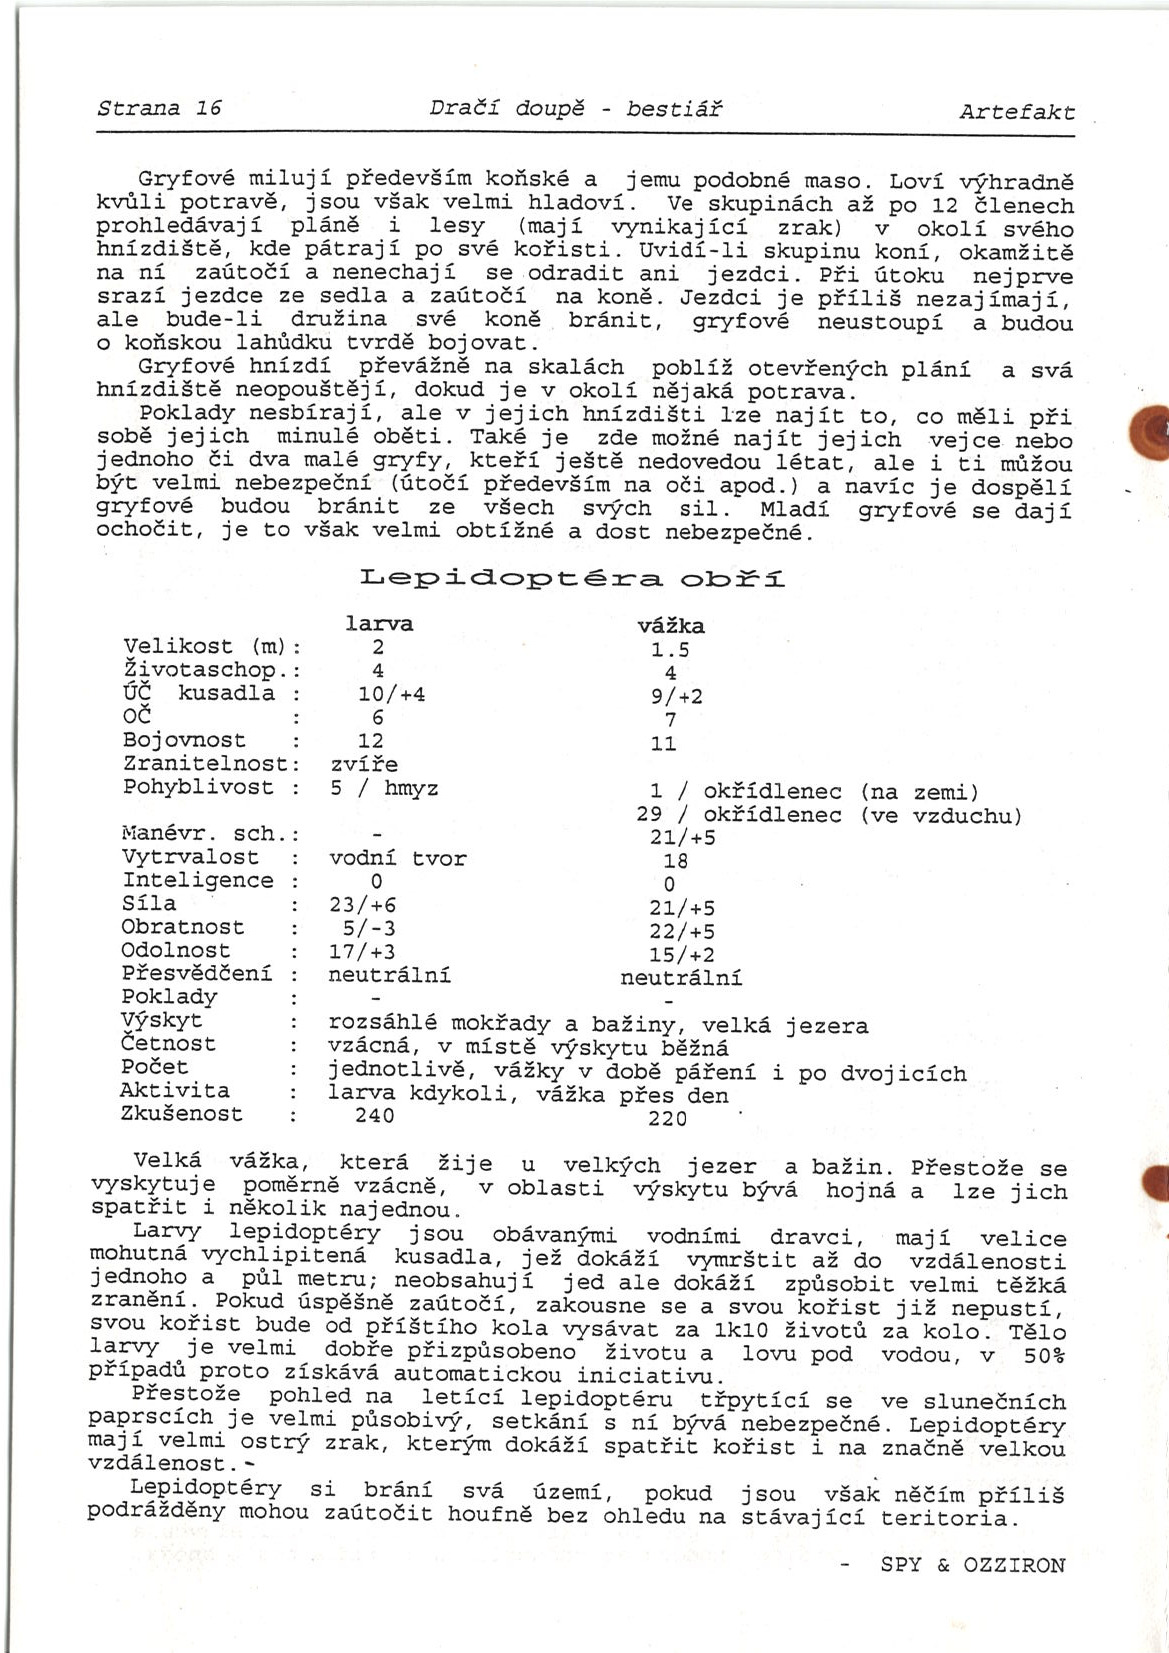 Strana 16 Dračí doupě - bestiář Artefakt
Gryfové milují především koňské a jemu podobné maso. Loví výhradně
kvůli potravě, jsou však velmi hladoví. Ve skupinách až po 12 členech
prohledávají pláně i lesy (mají vynikající zrak) v okolí svého
hnízdiště, kde pátrají po své kořisti. Uvidí-li skupinu koní, okamžitě
na ní zaútočí a nenechají se odradit ani jezdci. Při útoku nejprve
srazí jezdce ze sedla a zaútočí na koně. Jezdci je příliš nezajímají,
ale bude-li družina své koně bránit, gryfové neustoupí a budou
o koňskou lahůdku tvrdě bojovat.
Gryfové hnízdí převážně na skalách poblíž otevřených plání a svá
hnízdiště neopouštějí, dokud je v okolí nějaká potrava.
Poklady nesbírají, ale v jejich hnízdišti lze najít to, co měli při
sobě jejich minulé oběti. Také je zde možné najít jejich vejce nebo
jednoho či dva malé gryfy, kteří ještě nedovedou létat, ale i ti můžou
být velmi nebezpeční (útočí především na oči apod.) a navíc je dospělí
gryfové budou bránit ze všech svých sil. Mladí gryfové se dají
ochočit, je to však velmi obtížné a dost nebezpečné.
Lepidoptéra obří
larva vážka
Velikost (m): 2 1.5
Životaschop.: 4 4
ÚČ kusadla : 10/+4 9/+2
OČ : 6 7
Bojovnost : 12 11
Zranitelnost: zvíře
Pohyblivost : 5 / hmyz 1 / okřídlenec (na zemi)
29 / okřídlenec (ve vzduchu)
Manévr. sch.: - 21/+5
Vytrvalost : vodní tvor 18
Inteligence : 0 0
Síla : 23/+6 21/+5
Obratnost : 5/-3 22/+5
Odolnost : 17/+3 15/+2
Přesvědčení : neutrální neutrální
Poklady : - -
Výskyt : rozsáhlé mokřady a bažiny, velká jezera
Četnost : vzácná, v místě výskytu běžná
Počet : jednotlivě, vážky v době páření i po dvojicích
Aktivita : larva kdykoli, vážka přes den
Zkušenost : 240 220
Velká vážka, která žije u velkých jezer a bažin. Přestože se
vyskytuje poměrně vzácně, v oblasti výskytu bývá hojná a lze jich
spatřit i několik najednou.
Larvy lepidoptéry jsou obávanými vodními dravci, mají velice
mohutná vychlipitená kusadla, jež dokáží vymrštit až do vzdálenosti
jednoho a půl metru; neobsahují jed ale dokáží způsobit velmi těžká
zranění. Pokud úspěšně zaútočí, zakousne se a svou kořist již nepustí,
svou kořist bude od příštího kola vysávat za 1k10 životů za kolo. Tělo
larvy je velmi dobře přizpůsobeno životu a lovu pod vodou, v 50%
případů proto získává automatickou iniciativu.
Přestože pohled na letící lepidoptéru třpytící se ve slunečních
paprscích je velmi působivý, setkání s ní bývá nebezpečné. Lepidoptéry
mají velmi ostrý zrak, kterým dokáží spatřit kořist i na značně velkou
vzdálenost.-
Lepidoptéry si brání svá území, pokud jsou však něčím příliš
podrážděny mohou zaútočit houfně bez ohledu na stávající teritoria.
- SPY & OZZIRON